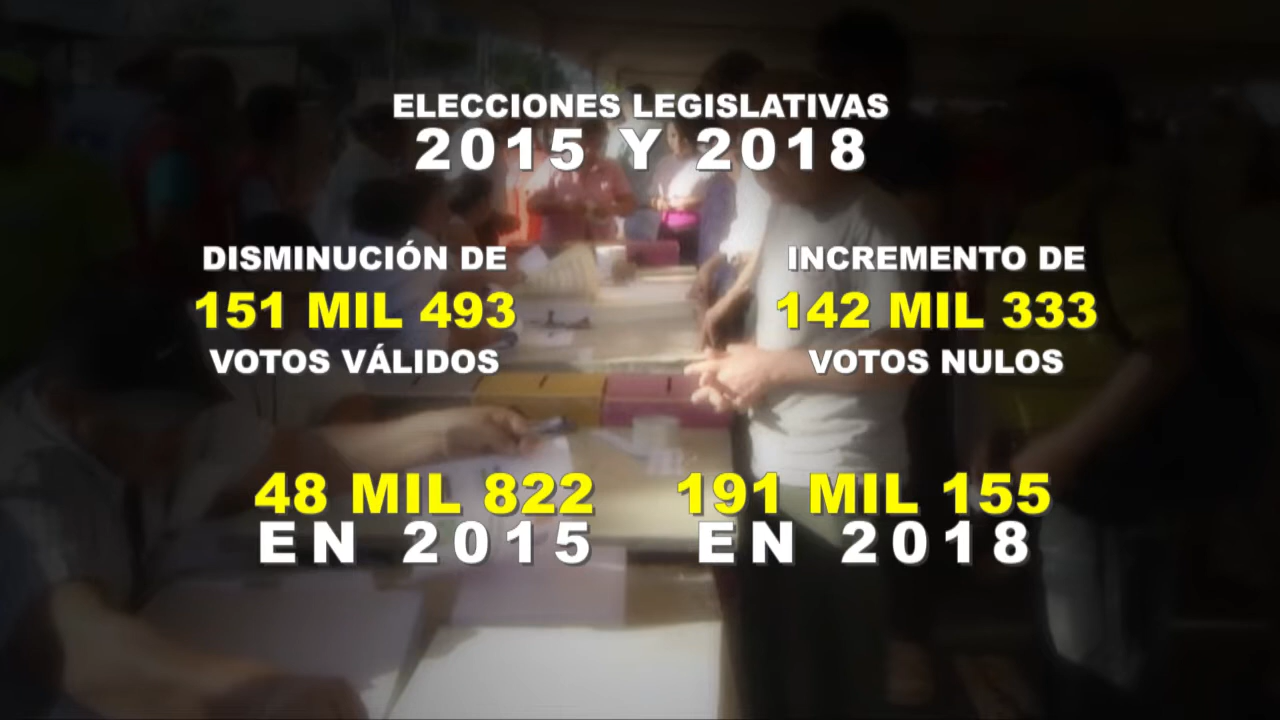 ELECCIONES LEGISLATIVAS
2015 Y 2018
DISMINUCIÓN DE
151 MIL 493
VOTOS VÁLIDOS
INCREMENTO DE
142 MIL 333
VOTOS NULOS
48 MIL 822
EN 2015
191 MIL 155
EN 2018